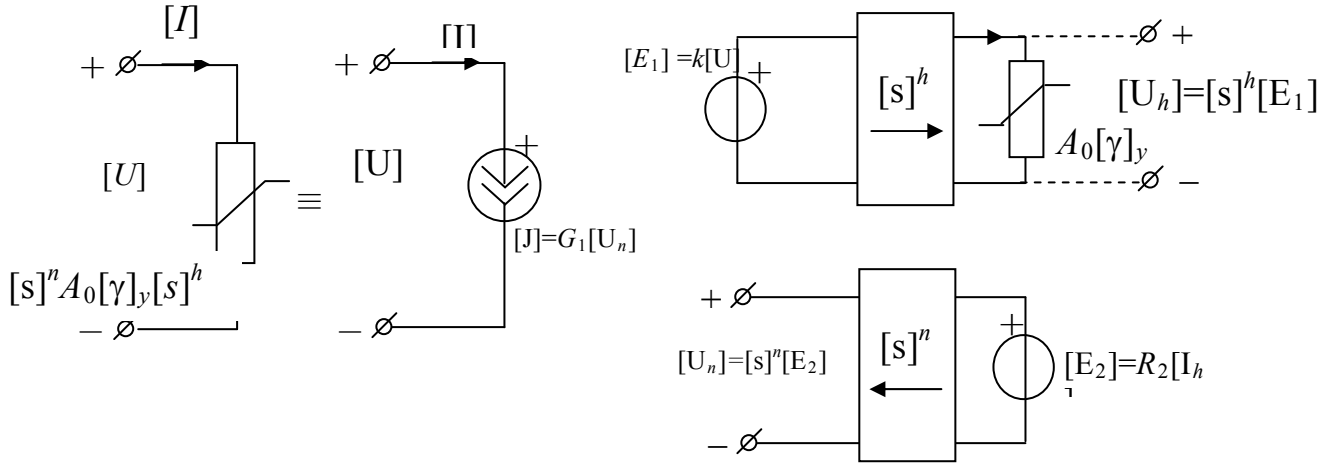 [I]
+
[U]
[s]ⁿA₀[γ]ᵧ[s]ʰ
−
≡
[I]
+
[U]
+
[J]=G₁[Uₙ]
−
[E₁] =k[U]
+
[s]ʰ
+
[Uₕ]=[s]ʰ[E₁]
A₀[γ]ᵧ
−
+
[Uₙ]=[s]ⁿ[E₂]
−
[s]ⁿ
+
[E₂]=R₂[Iₕ